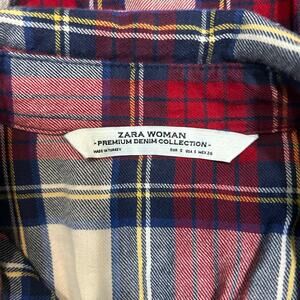 ZARA WOMAN
- PREMIUM DENIM COLLECTION -
MADE IN TURKEY
EUR S USA S MEX 26